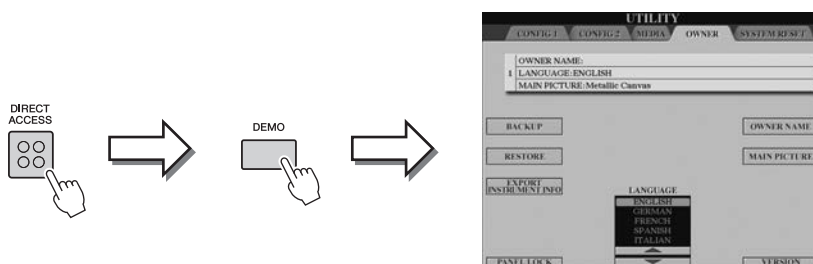 DIRECT
ACCESS
DEMO
UTILITY
CONFIG 1
CONFIG 2
MEDIA
OWNER
SYSTEM RESET
OWNER NAME:
1 LANGUAGE:ENGLISH
MAIN PICTURE:Metallic Canvas
BACKUP
OWNER NAME
RESTORE
MAIN PICTURE
EXPORT
INSTRUMENT INFO
LANGUAGE
ENGLISH
GERMAN
FRENCH
SPANISH
ITALIAN
PANEL LOCK
VERSION